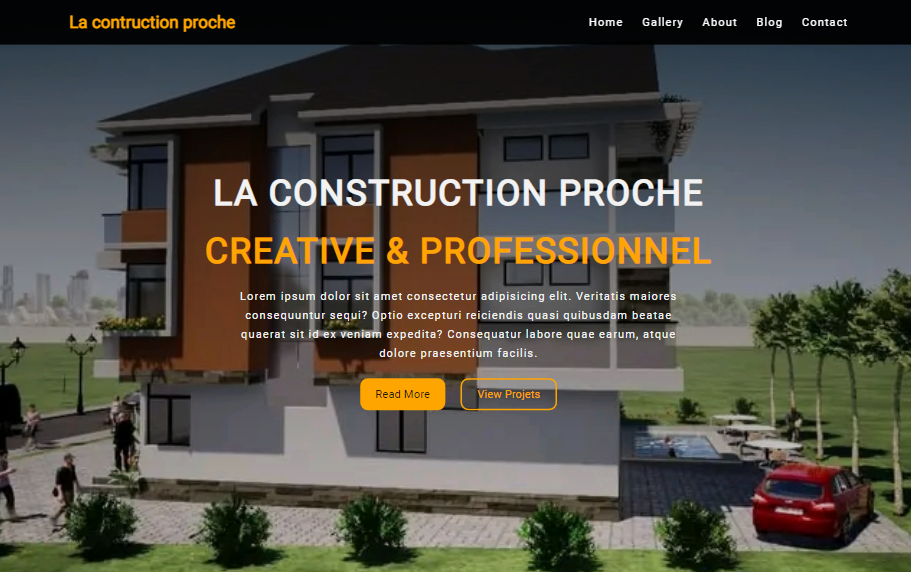 La contruction proche
Home Gallery About Blog Contact
LA CONSTRUCTION PROCHE
CREATIVE & PROFESSIONNEL
Lorem ipsum dolor sit amet consectetur adipisicing elit. Veritatis maiores
consequuntur sequi? Optio excepturi reiciendis quasi quibusdam beatae
quaerat sit id ex veniam expedita? Consequatur labore quae earum, atque
dolore praesentium facilis.
Read More View Projets